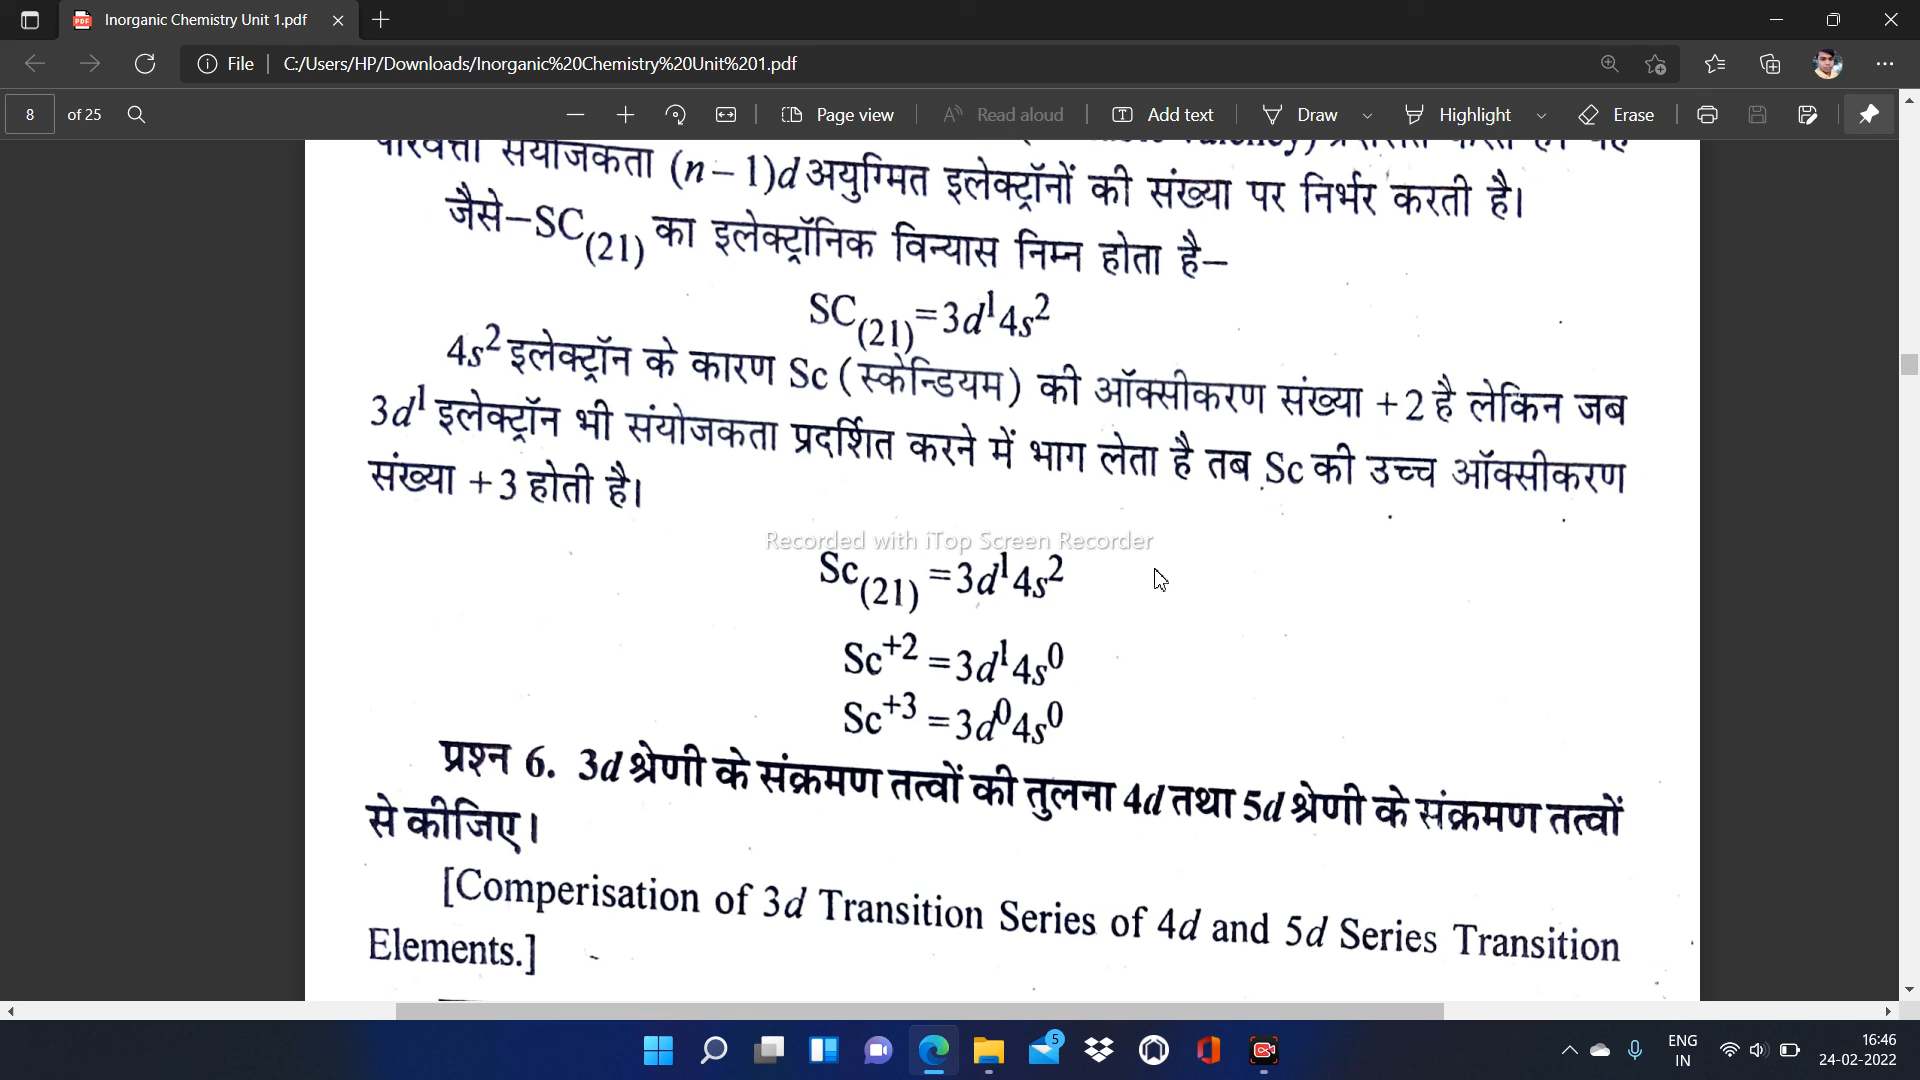 Inorganic Chemistry Unit 1.pdf
File C:/Users/HP/Downloads/Inorganic%20Chemistry%20Unit%201.pdf
8 of 25 Page view Read aloud Add text Draw Highlight Erase
(n-1)d अयुग्मित इलेक्ट्रॉनों की संख्या पर निर्भर करती है।
जैसे-SC(21) का इलेक्ट्रॉनिक विन्यास निम्न होता है-
SC(21)=3d¹4s²
4s² इलेक्ट्रॉन के कारण Sc (स्केन्डियम) की ऑक्सीकरण संख्या +2 है लेकिन जब
3d¹ इलेक्ट्रॉन भी संयोजकता प्रदर्शित करने में भाग लेता है तब Sc की उच्च ऑक्सीकरण
संख्या +3 होती है।
Recorded with iTop Screen Recorder
Sc(21) =3d¹4s²
Sc⁺² =3d¹4s⁰
Sc⁺³ =3d⁰4s⁰
प्रश्न 6. 3d श्रेणी के संक्रमण तत्वों की तुलना 4d तथा 5d श्रेणी के संक्रमण तत्वों
से कीजिए।
[Comperisation of 3d Transition Series of 4d and 5d Series Transition
Elements.]
5
ENG
IN
16:46
24-02-2022